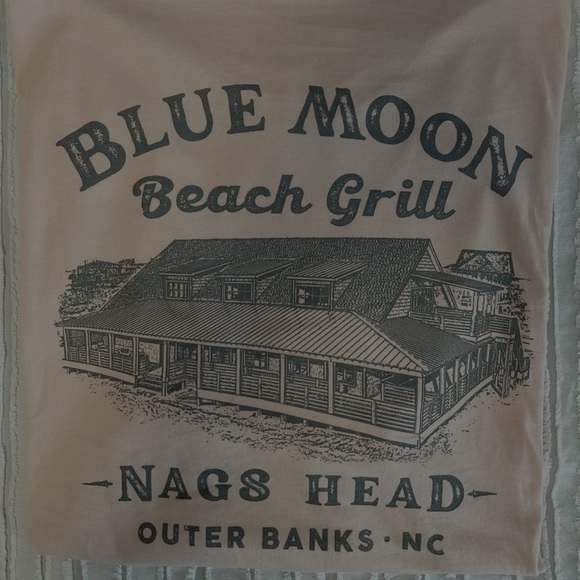 BLUE MOON
Beach Grill
NAGS HEAD
OUTER BANKS · NC